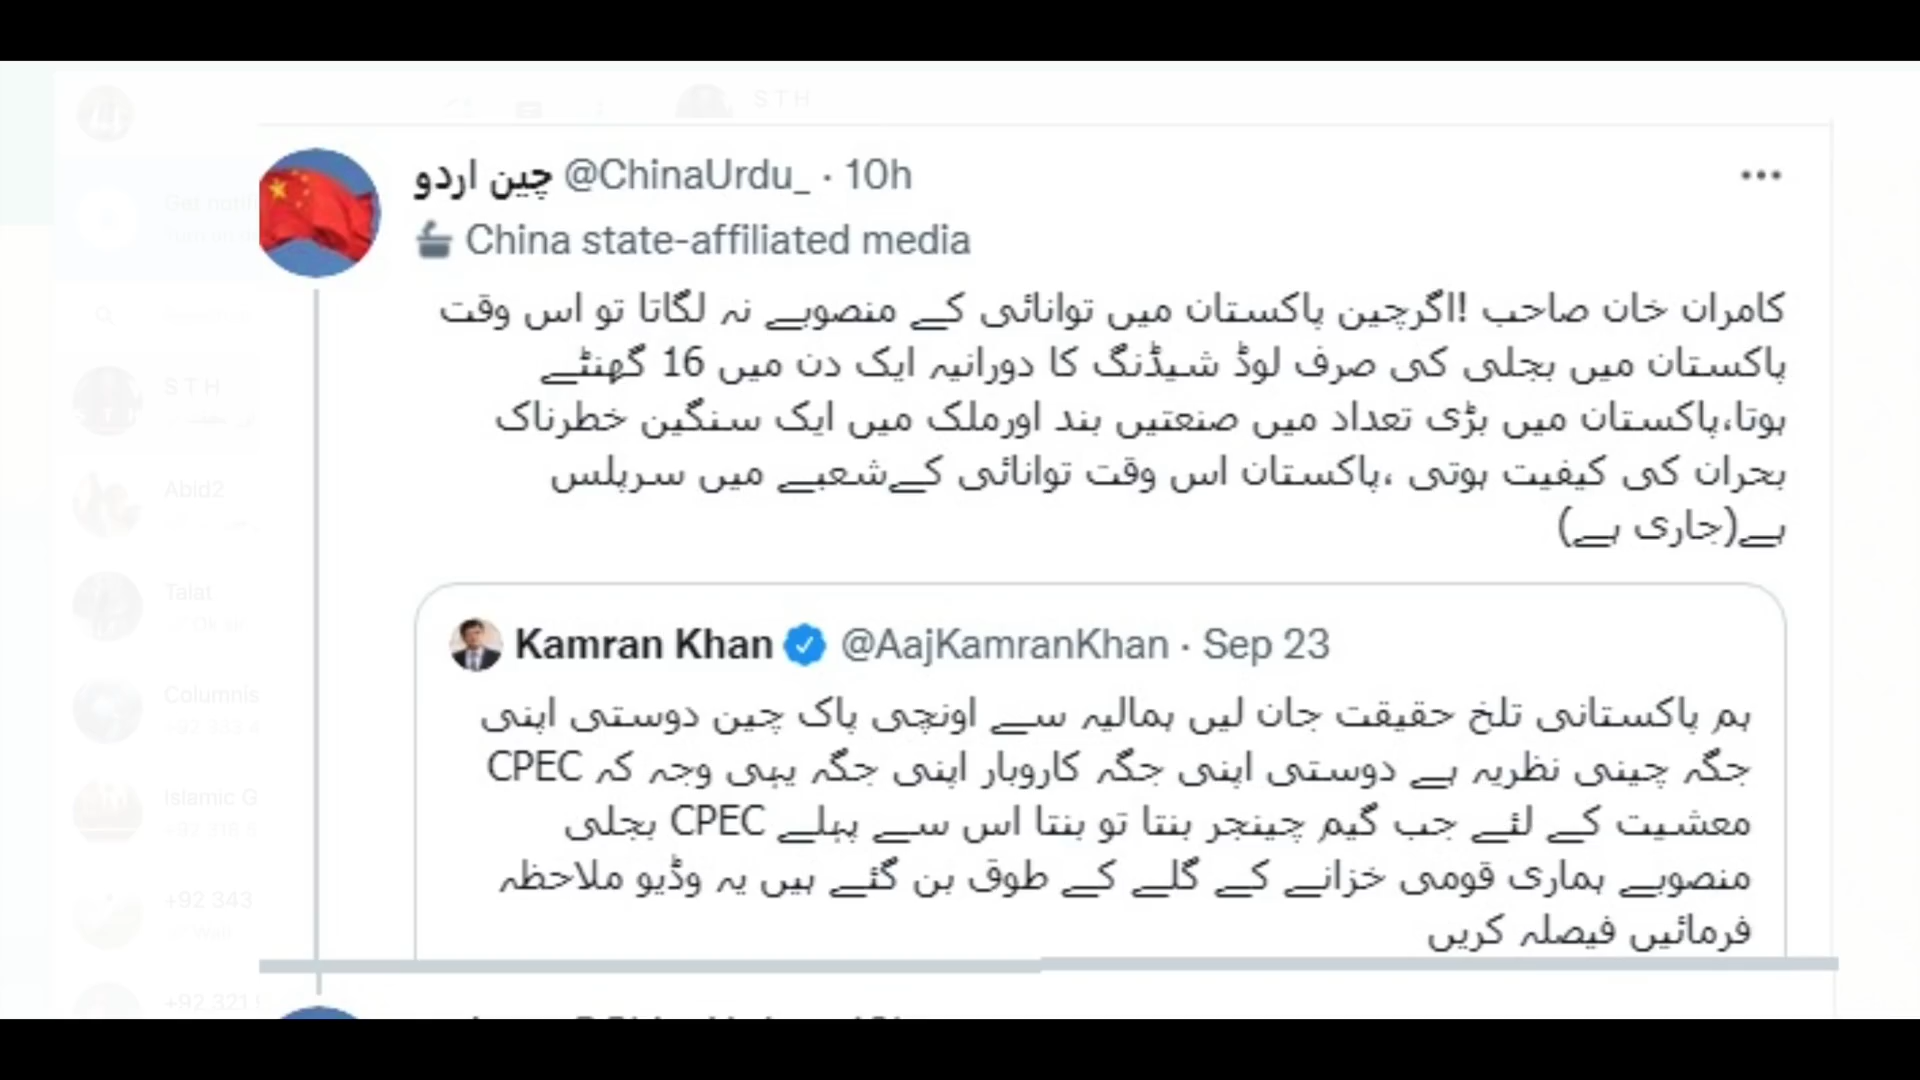 S T H
Get notif
S T H
Abid2
Talat
Columnis
Islamic G
+92 343
Wait
+92 321
چین اردو @ChinaUrdu_ · 10h
China state-affiliated media
کامران خان صاحب !اگرچین پاکستان میں توانائی کے منصوبے نہ لگاتا تو اس وقت
پاکستان میں بجلی کی صرف لوڈ شیڈنگ کا دورانیہ ایک دن میں 16 گھنٹے
ہوتا،پاکستان میں بڑی تعداد میں صنعتیں بند اورملک میں ایک سنگین خطرناک
بحران کی کیفیت ہوتی ،پاکستان اس وقت توانائی کےشعبے میں سرپلس
ہے(جاری ہے)
Kamran Khan @AajKamranKhan · Sep 23
ہم پاکستانی تلخ حقیقت جان لیں ہمالیہ سے اونچی پاک چین دوستی اپنی
جگہ چینی نظریہ ہے دوستی اپنی جگہ کاروبار اپنی جگہ یہی وجہ کہ CPEC
معشیت کے لئے جب گیم چینجر بنتا تو بنتا اس سے پہلے CPEC بجلی
منصوبے ہماری قومی خزانے کے گلے کے طوق بن گئے ہیں یہ وڈیو ملاحظہ
فرمائیں فیصلہ کریں